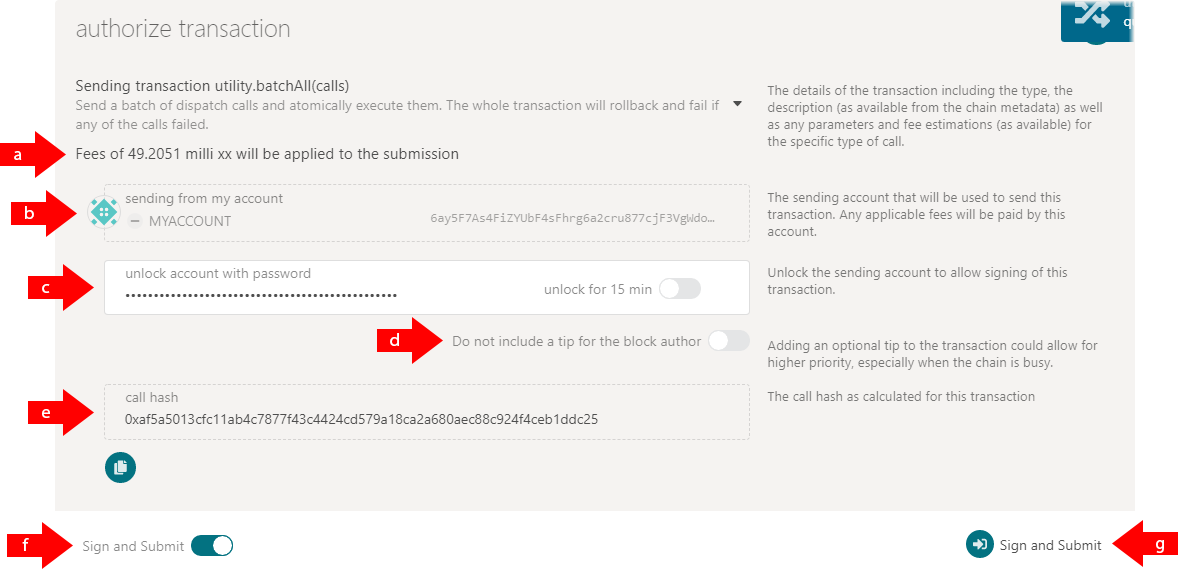 authorize transaction
Sending transaction utility.batchAll(calls)
Send a batch of dispatch calls and atomically execute them. The whole transaction will rollback and fail if
any of the calls failed.
The details of the transaction including the type, the
description (as available from the chain metadata) as well
as any parameters and fee estimations (as available) for
the specific type of call.
a
Fees of 49.2051 milli xx will be applied to the submission
b
sending from my account
MYACCOUNT
6ay5F7As4FiZYUbF4sFhrg6a2cru877cjF3VgWdo…
The sending account that will be used to send this
transaction. Any applicable fees will be paid by this
account.
c
unlock account with password
••••••••••••••••••••••••••••••••••••••••••••••••
unlock for 15 min
Unlock the sending account to allow signing of this
transaction.
d
Do not include a tip for the block author
Adding an optional tip to the transaction could allow for
higher priority, especially when the chain is busy.
e
call hash
0xaf5a5013cfc11ab4c7877f43c4424cd579a18ca2a680aec88c924f4ceb1ddc25
The call hash as calculated for this transaction
f
Sign and Submit
Sign and Submit
g